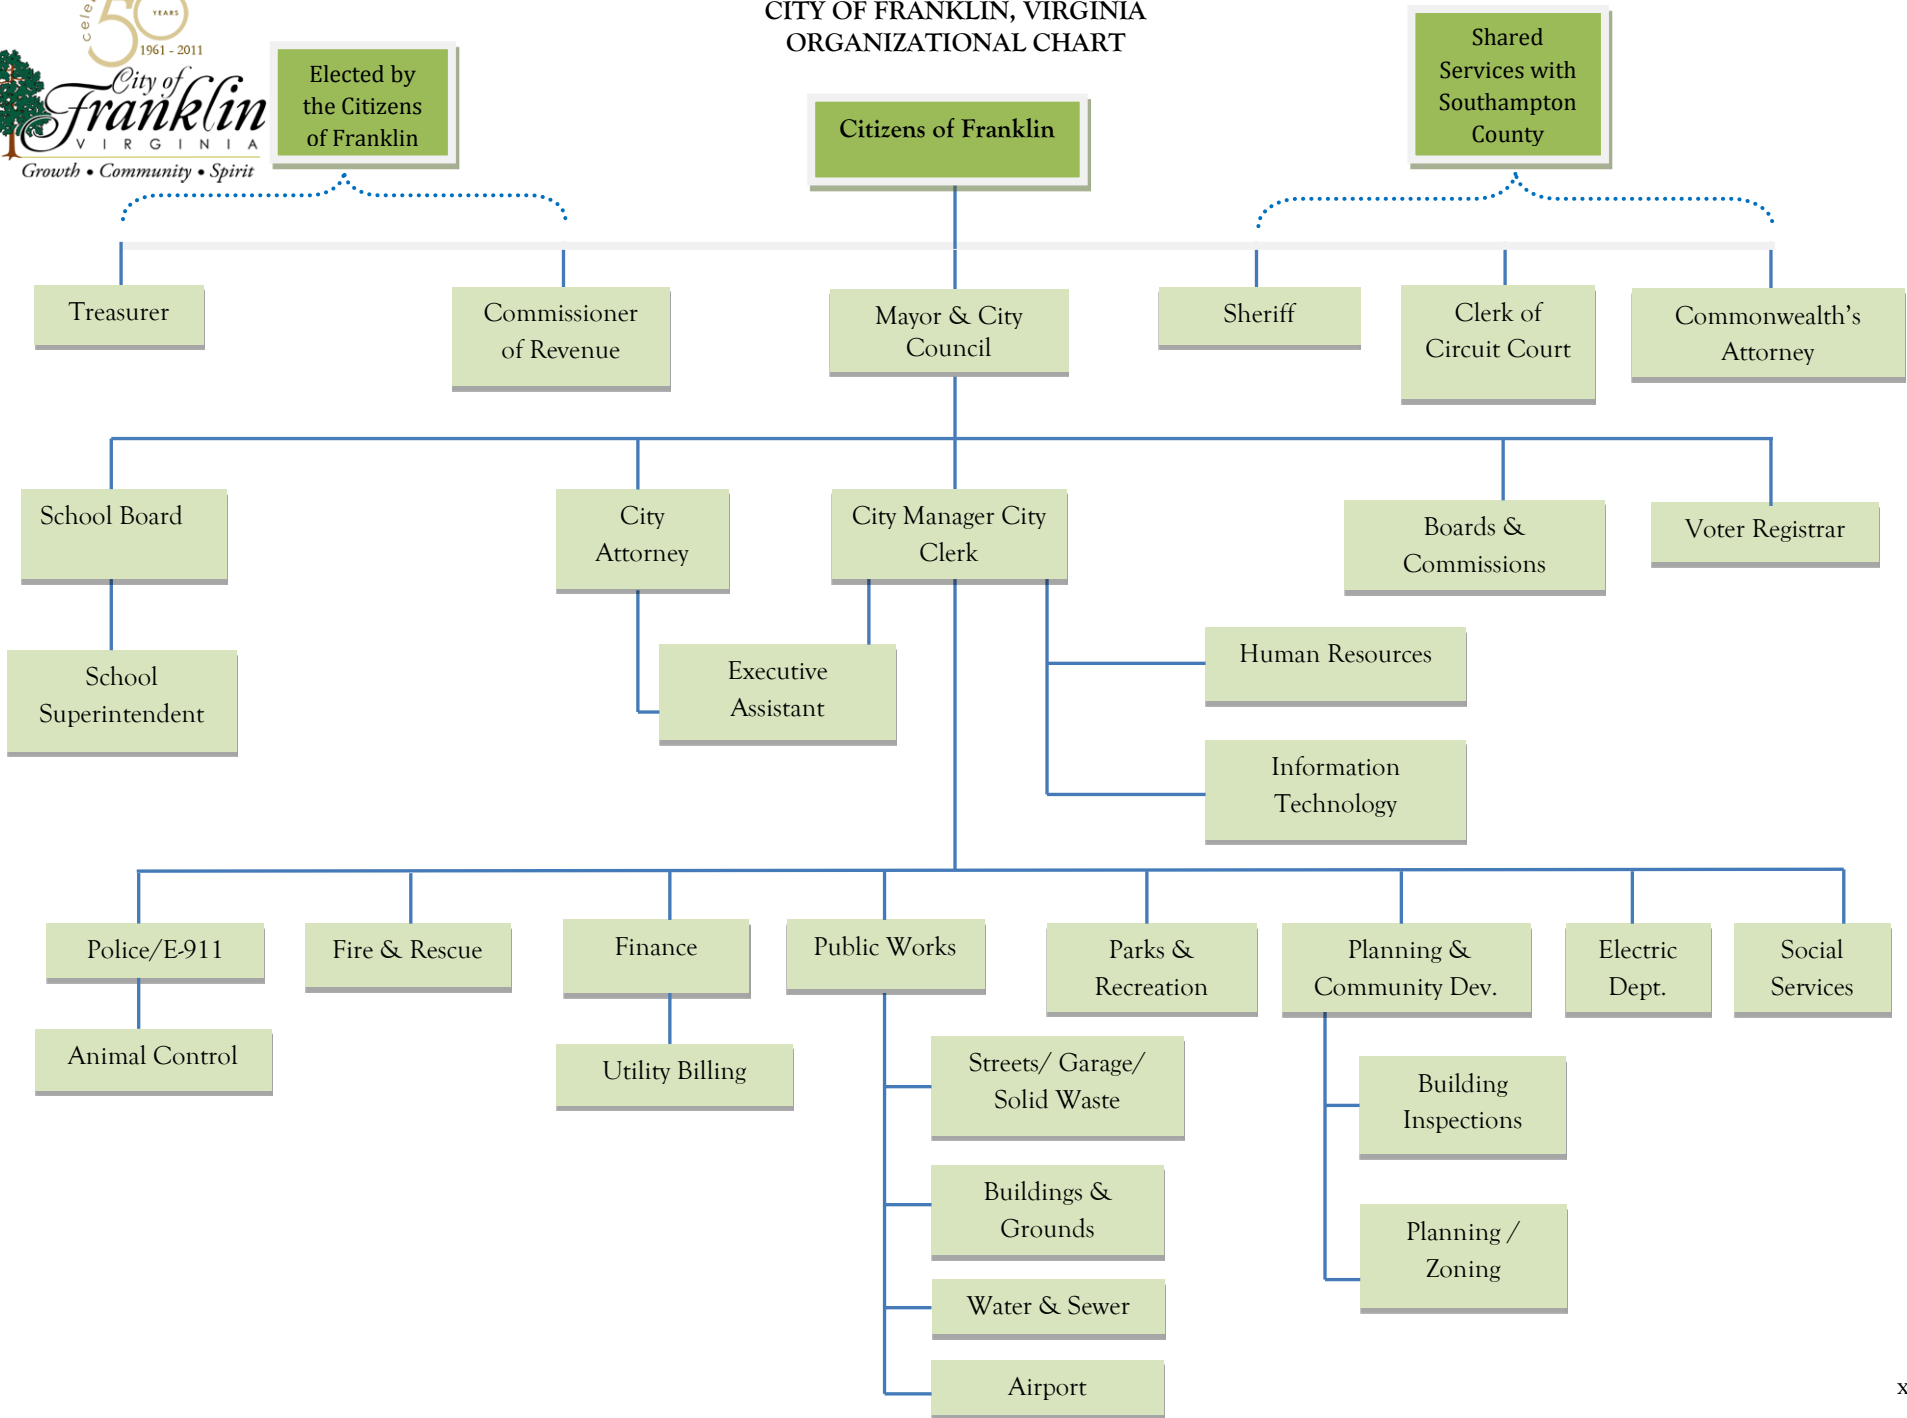 CITY OF FRANKLIN, VIRGINIA
ORGANIZATIONAL CHART
YEARS
1961 - 2011
City of
Franklin
VIRGINIA
Growth • Community • Spirit
Elected by
the Citizens
of Franklin
Citizens of Franklin
Shared
Services with
Southampton
County
Treasurer
Commissioner
of Revenue
Mayor & City
Council
Sheriff
Clerk of
Circuit Court
Commonwealth's
Attorney
School Board
City
Attorney
City Manager City
Clerk
Boards &
Commissions
Voter Registrar
School
Superintendent
Executive
Assistant
Human Resources
Information
Technology
Police/E-911
Fire & Rescue
Finance
Public Works
Parks &
Recreation
Planning &
Community Dev.
Electric
Dept.
Social
Services
Animal Control
Utility Billing
Streets/ Garage/
Solid Waste
Building
Inspections
Buildings &
Grounds
Planning /
Zoning
Water & Sewer
Airport
x